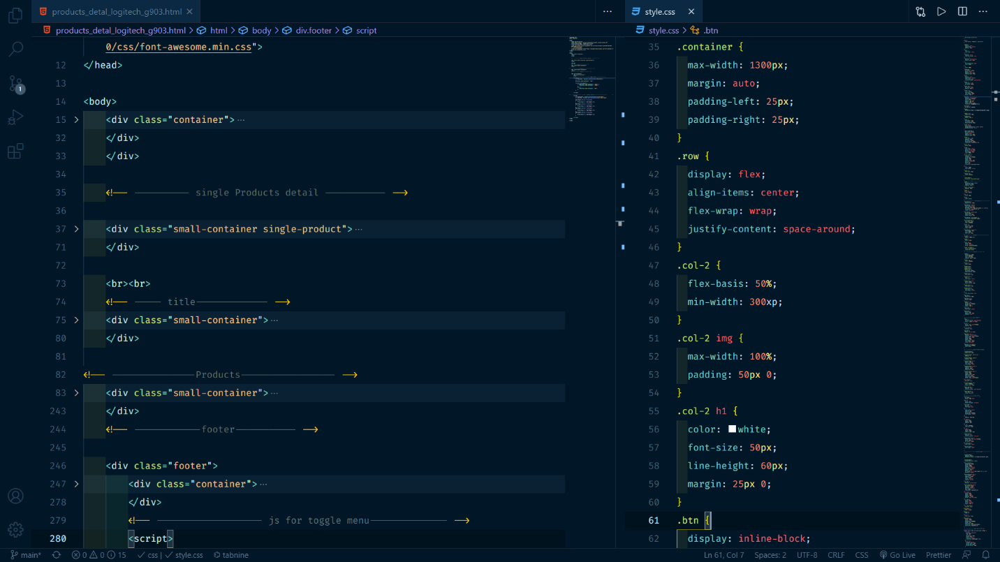 products_detal_logitech_g903.html
products_detal_logitech_g903.html > html > body > div.footer > script
0/css/font-awesome.min.css">
12 </head>
13
14 <body>
15 <div class="container">
32 </div>
33 </div>
34
35 <!-- ---------- single Products detail ----------- -->
36
37 <div class="small-container single-product">
71 </div>
72
73 <br><br>
74 <!-- ----- title------------- -->
75 <div class="small-container">
80 </div>
81
82 <!-- ---------------Products----------------- -->
83 <div class="small-container">
243 </div>
244 <!-- ------------footer----------- -->
245
246 <div class="footer">
247 <div class="container">
278 </div>
279 <!-- ------------------- js for toggle menu-------------- -->
280 <script>
style.css
style.css > .btn
35 .container {
36 max-width: 1300px;
37 margin: auto;
38 padding-left: 25px;
39 padding-right: 25px;
40 }
41 .row {
42 display: flex;
43 align-items: center;
44 flex-wrap: wrap;
45 justify-content: space-around;
46 }
47 .col-2 {
48 flex-basis: 50%;
49 min-width: 300xp;
50 }
51 .col-2 img {
52 max-width: 100%;
53 padding: 50px 0;
54 }
55 .col-2 h1 {
56 color: white;
57 font-size: 50px;
58 line-height: 60px;
59 margin: 25px 0;
60 }
61 .btn {
62 display: inline-block;
1
main* 0 0 15 css | style.css tabnine Ln 61, Col 7 Spaces: 2 UTF-8 CRLF CSS Go Live Prettier